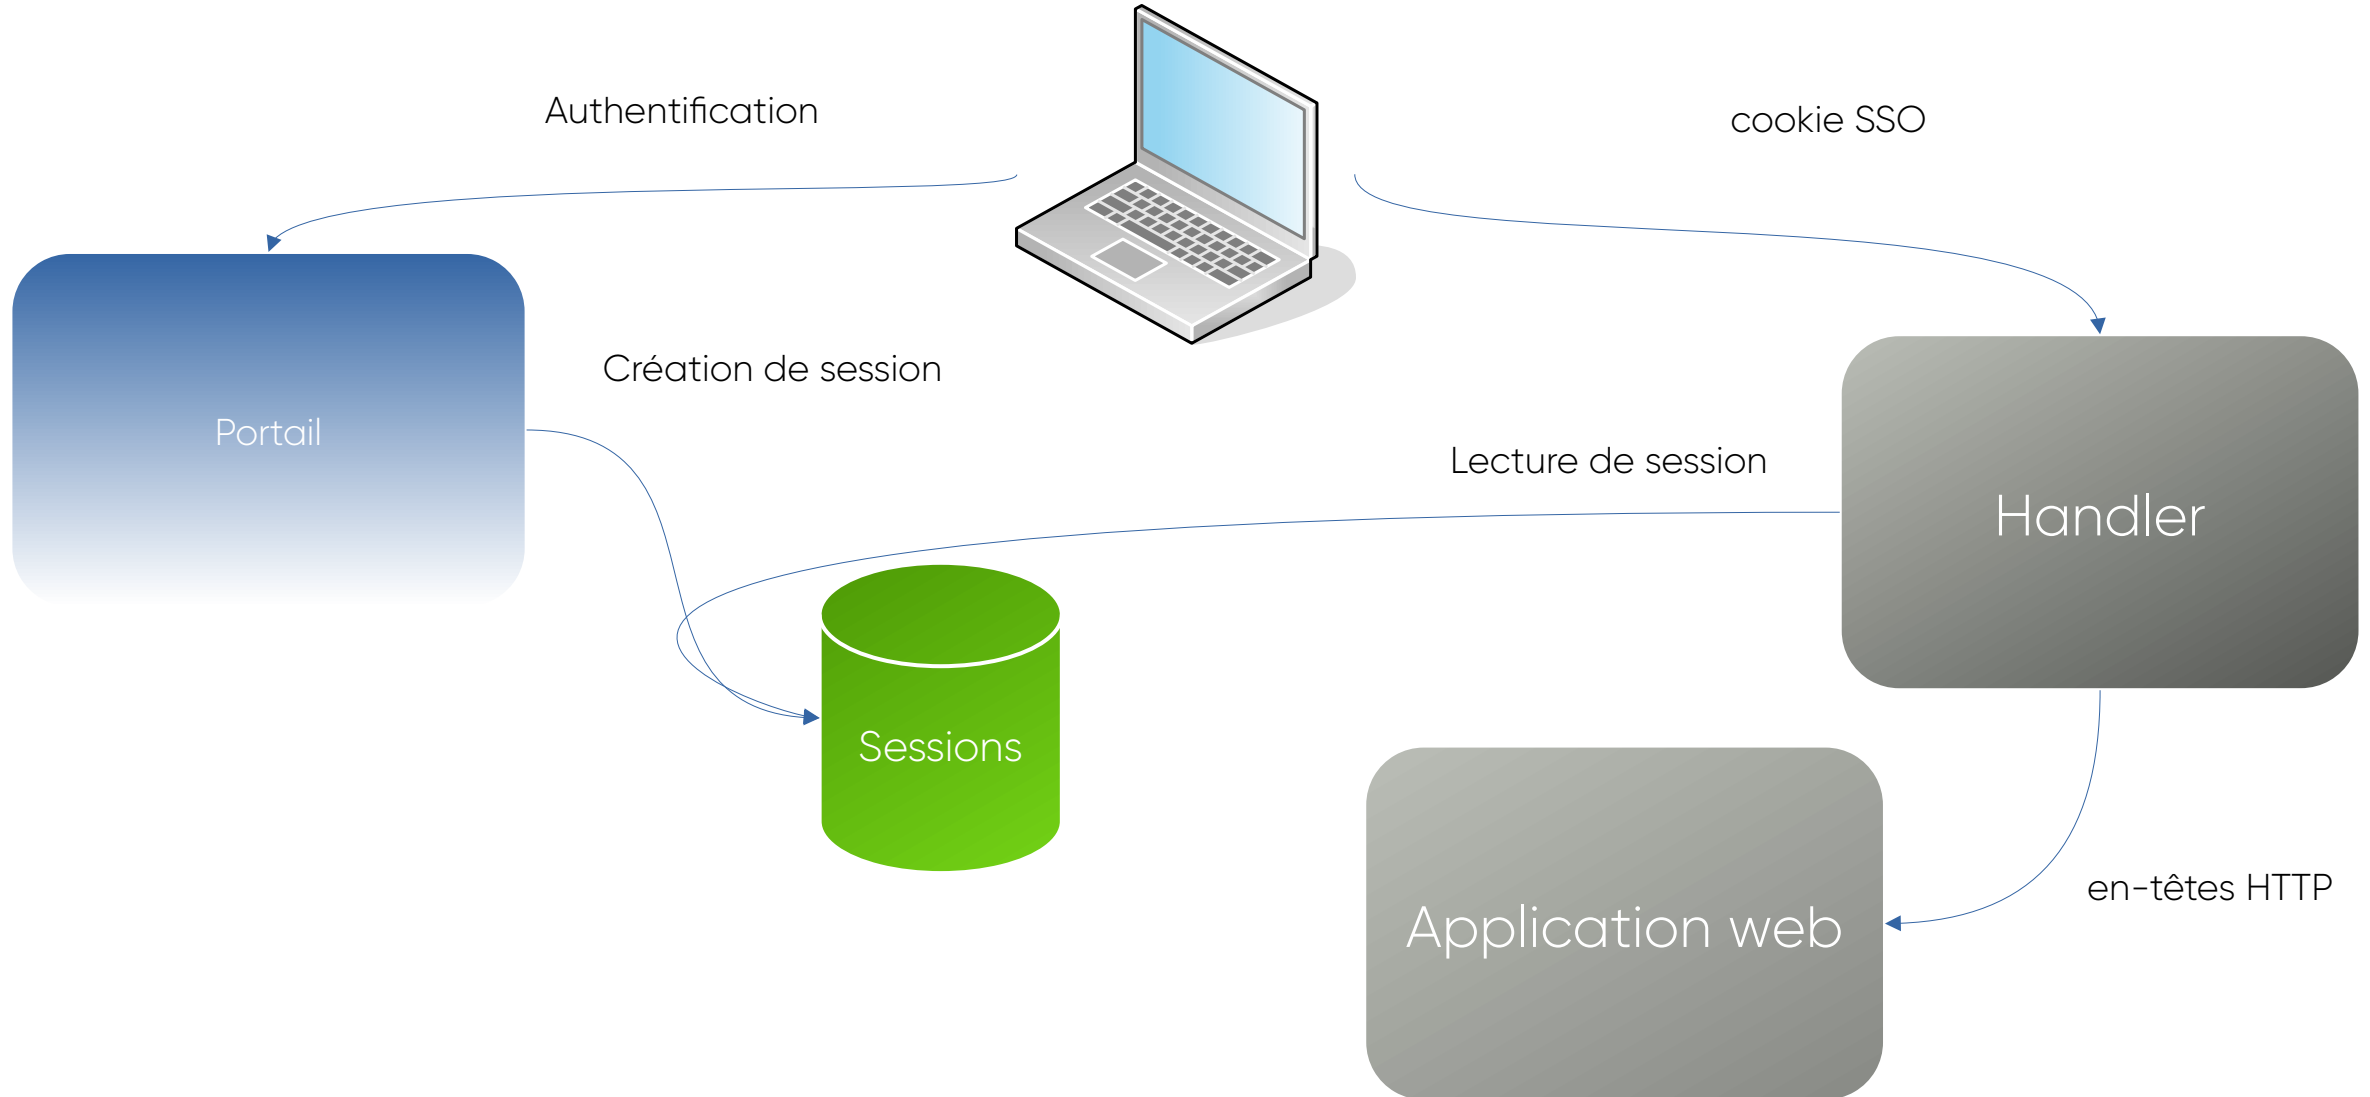 Authentification
cookie SSO
Création de session
Portail
Lecture de session
Handler
Sessions
en-têtes HTTP
Application web